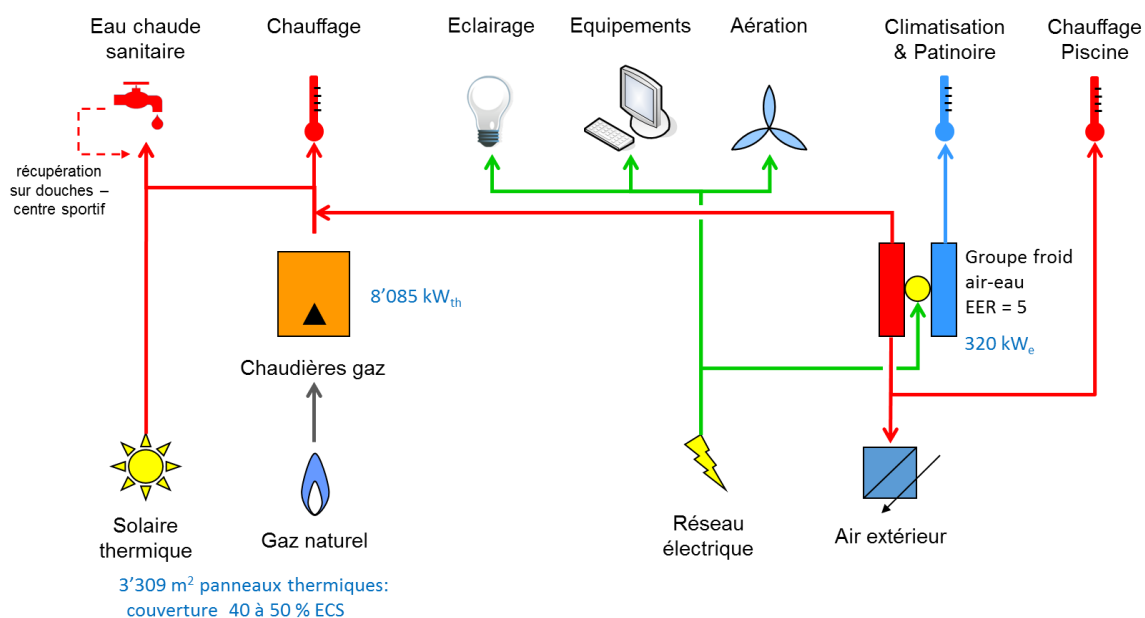 Eau chaude
sanitaire
Chauffage
Eclairage
Equipements
Aération
Climatisation
& Patinoire
Chauffage
Piscine
récupération
sur douches –
centre sportif
8’085 kWth
Groupe froid
air-eau
EER = 5
320 kWe
Chaudières gaz
Solaire
thermique
Gaz naturel
Réseau
électrique
Air extérieur
3’309 m2 panneaux thermiques:
couverture 40 à 50 % ECS